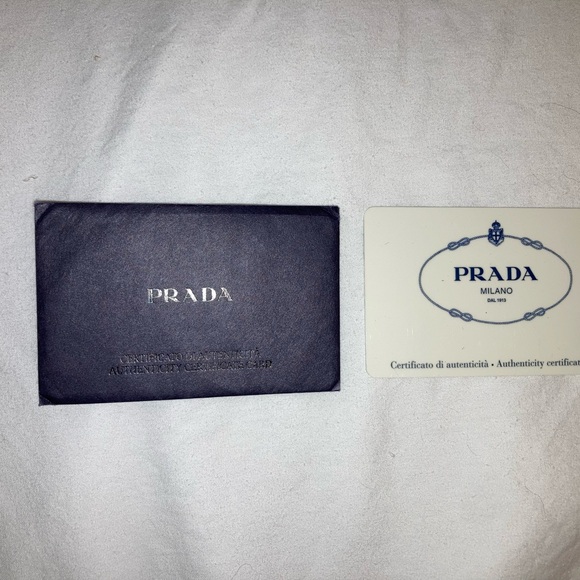 PRADA
CERTIFICATO DI AUTENTICITÀ
AUTHENTICITY CERTIFICATE CARD
PRADA
MILANO
DAL 1913
Certificato di autenticità • Authenticity certificat